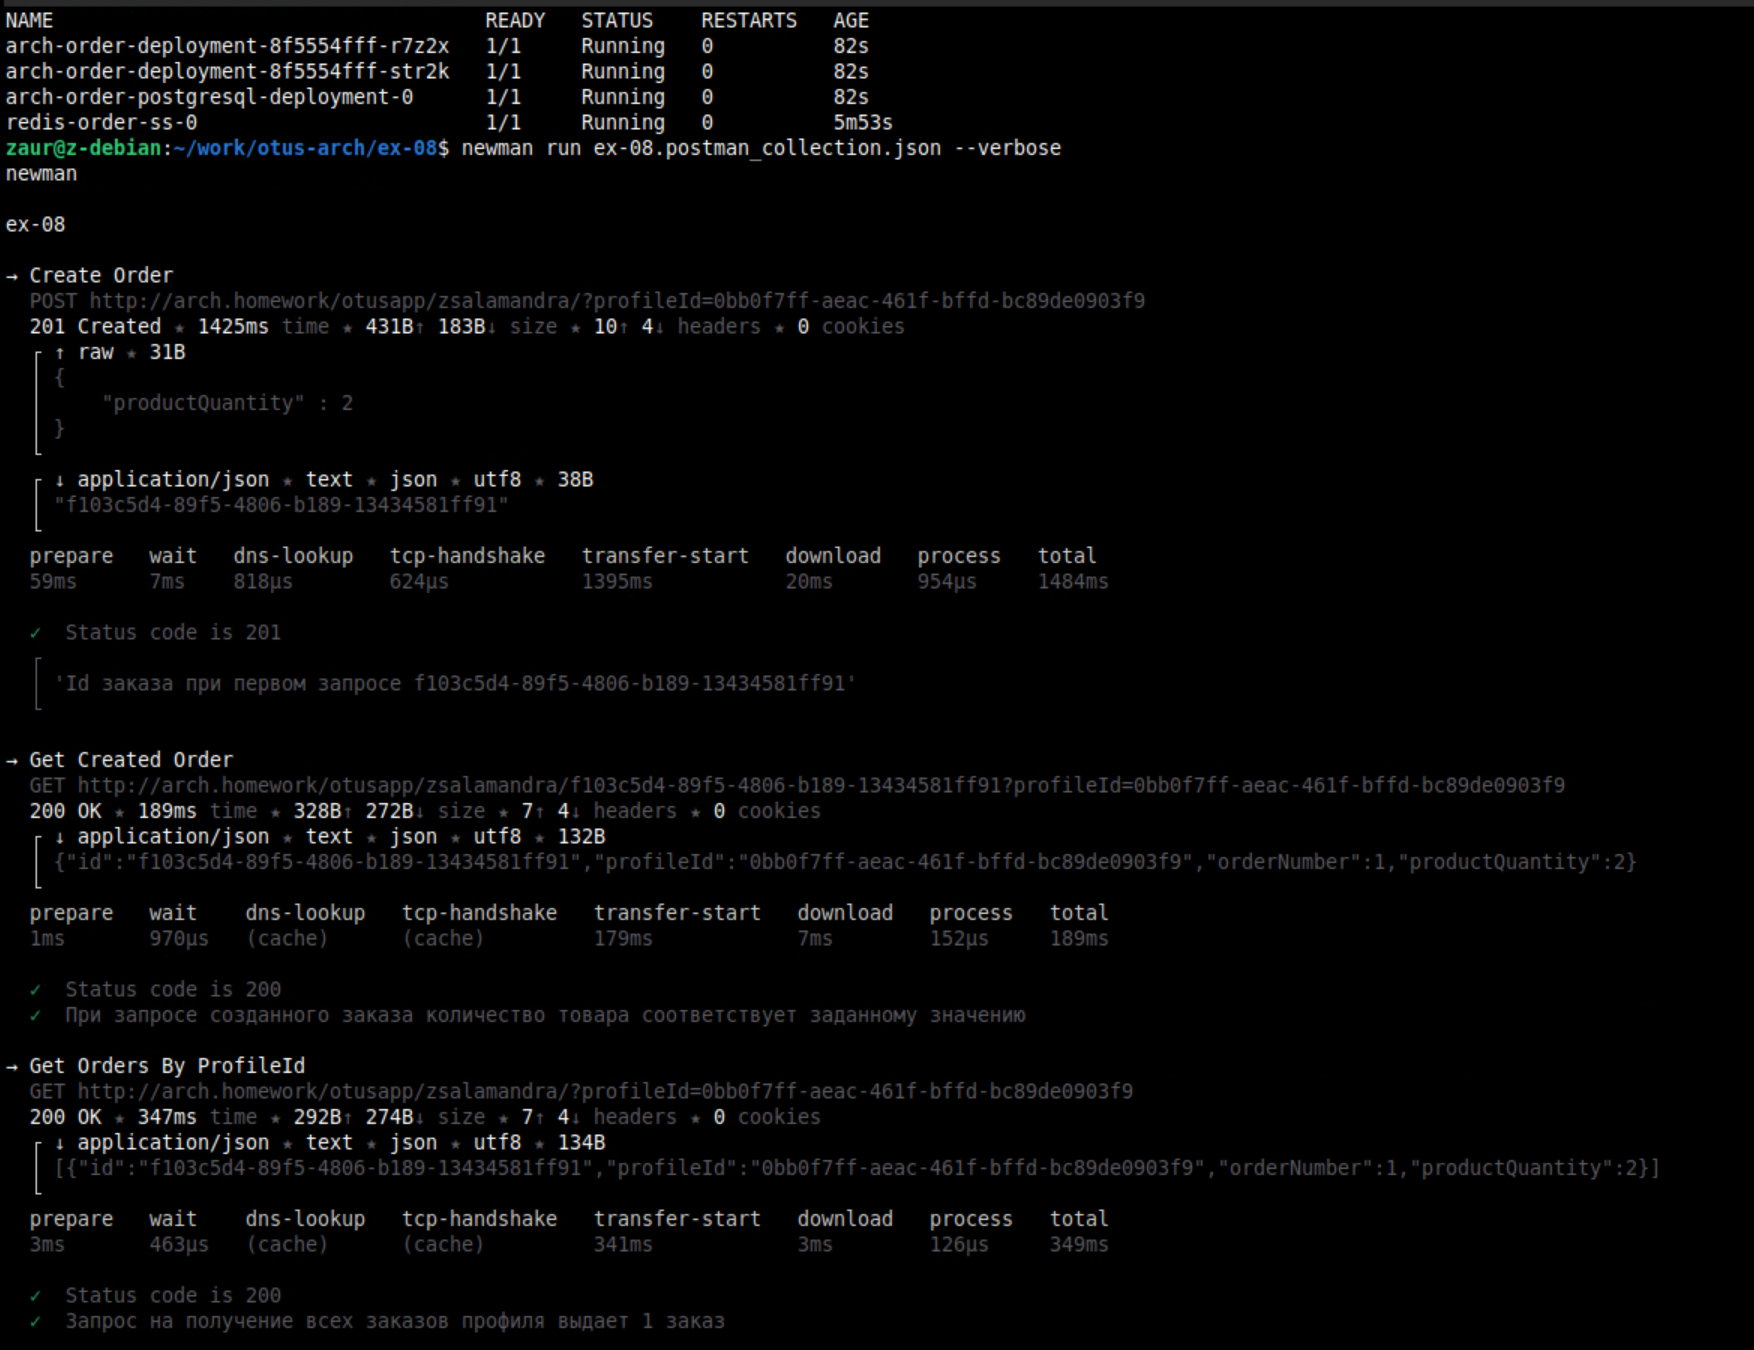 NAME READY STATUS RESTARTS AGE
arch-order-deployment-8f5554fff-r7z2x 1/1 Running 0 82s
arch-order-deployment-8f5554fff-str2k 1/1 Running 0 82s
arch-order-postgresql-deployment-0 1/1 Running 0 82s
redis-order-ss-0 1/1 Running 0 5m53s
zaur@z-debian:~/work/otus-arch/ex-08$ newman run ex-08.postman_collection.json --verbose
newman
ex-08
→ Create Order
POST http://arch.homework/otusapp/zsalamandra/?profileId=0bb0f7ff-aeac-461f-bffd-bc89de0903f9
201 Created ★ 1425ms time ★ 431B↑ 183B↓ size ★ 10↑ 4↓ headers ★ 0 cookies
↑ raw ★ 31B
{
"productQuantity" : 2
}
↓ application/json ★ text ★ json ★ utf8 ★ 38B
"f103c5d4-89f5-4806-b189-13434581ff91"
prepare wait dns-lookup tcp-handshake transfer-start download process total
59ms 7ms 818µs 624µs 1395ms 20ms 954µs 1484ms
✓ Status code is 201
'Id заказа при первом запросе f103c5d4-89f5-4806-b189-13434581ff91'
→ Get Created Order
GET http://arch.homework/otusapp/zsalamandra/f103c5d4-89f5-4806-b189-13434581ff91?profileId=0bb0f7ff-aeac-461f-bffd-bc89de0903f9
200 OK ★ 189ms time ★ 328B↑ 272B↓ size ★ 7↑ 4↓ headers ★ 0 cookies
↓ application/json ★ text ★ json ★ utf8 ★ 132B
{"id":"f103c5d4-89f5-4806-b189-13434581ff91","profileId":"0bb0f7ff-aeac-461f-bffd-bc89de0903f9","orderNumber":1,"productQuantity":2}
prepare wait dns-lookup tcp-handshake transfer-start download process total
1ms 970µs (cache) (cache) 179ms 7ms 152µs 189ms
✓ Status code is 200
✓ При запросе созданного заказа количество товара соответствует заданному значению
→ Get Orders By ProfileId
GET http://arch.homework/otusapp/zsalamandra/?profileId=0bb0f7ff-aeac-461f-bffd-bc89de0903f9
200 OK ★ 347ms time ★ 292B↑ 274B↓ size ★ 7↑ 4↓ headers ★ 0 cookies
↓ application/json ★ text ★ json ★ utf8 ★ 134B
[{"id":"f103c5d4-89f5-4806-b189-13434581ff91","profileId":"0bb0f7ff-aeac-461f-bffd-bc89de0903f9","orderNumber":1,"productQuantity":2}]
prepare wait dns-lookup tcp-handshake transfer-start download process total
3ms 463µs (cache) (cache) 341ms 3ms 126µs 349ms
✓ Status code is 200
✓ Запрос на получение всех заказов профиля выдает 1 заказ